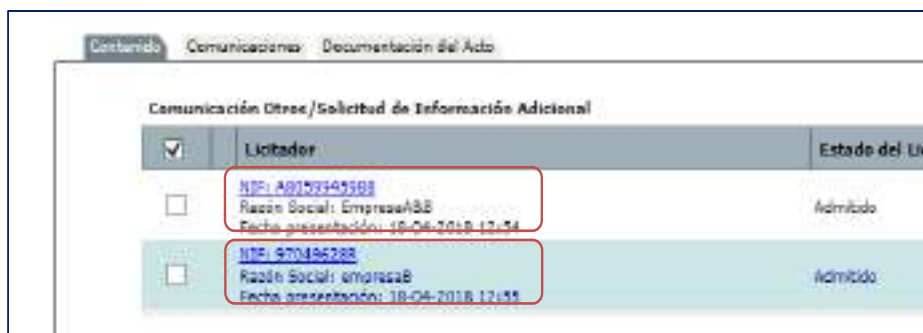 Contenido Comunicaciones Documentación del Acto
Comunicación Otros/Solicitud de Información Adicional
Licitador Estado del
NIF:
Razón Social: EmpresaABB Admitido
Fecha presentación: 18-04-2018 12:54
NIF: 97049628R
Razón Social: empresaB Admitido
Fecha presentación: 18-04-2018 12:55